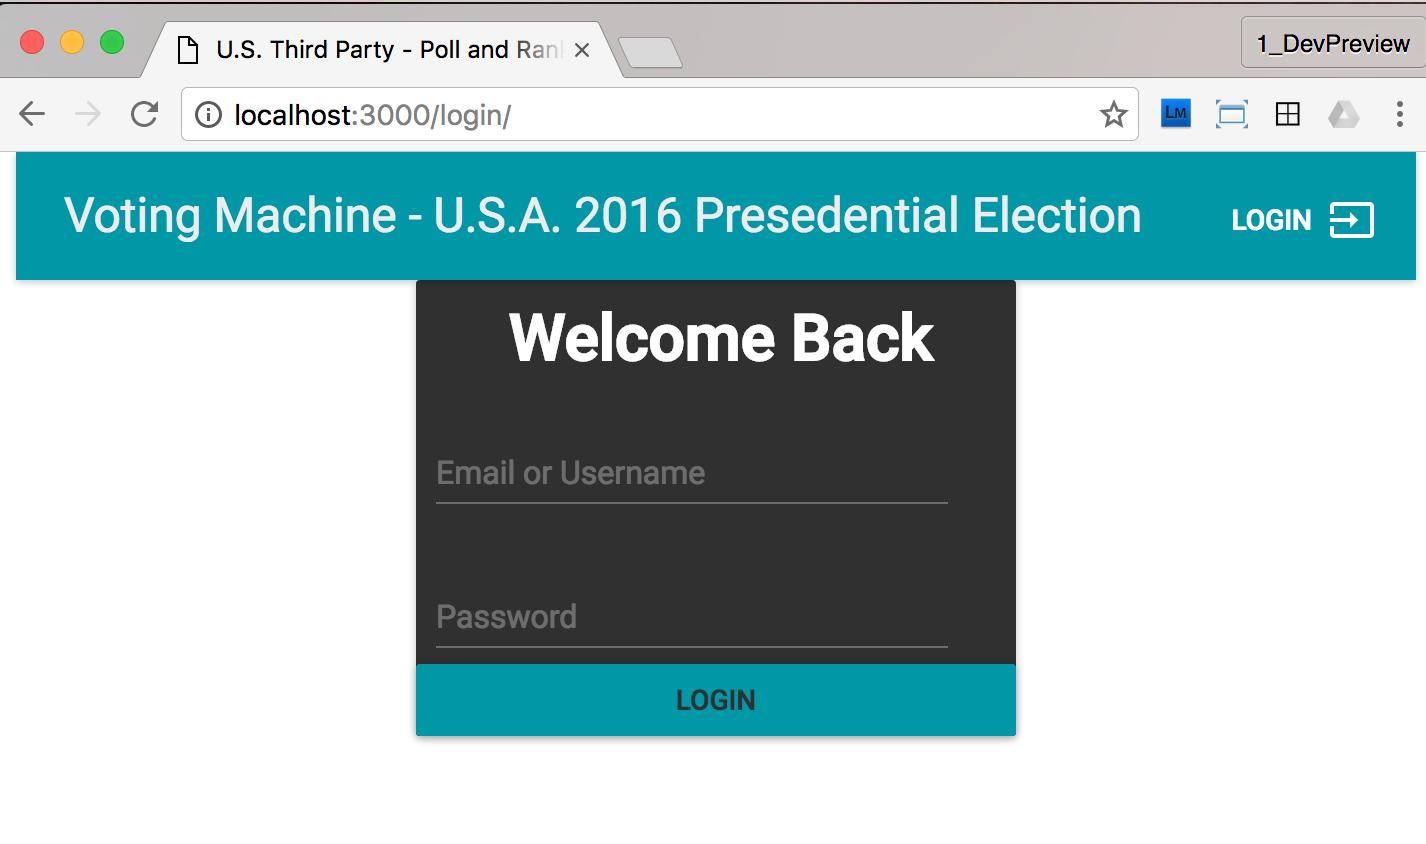 U.S. Third Party - Poll and Ran
1_DevPreview
localhost:3000/login/
LM
Voting Machine - U.S.A. 2016 Presedential Election
LOGIN
Welcome Back
Email or Username
Password
LOGIN